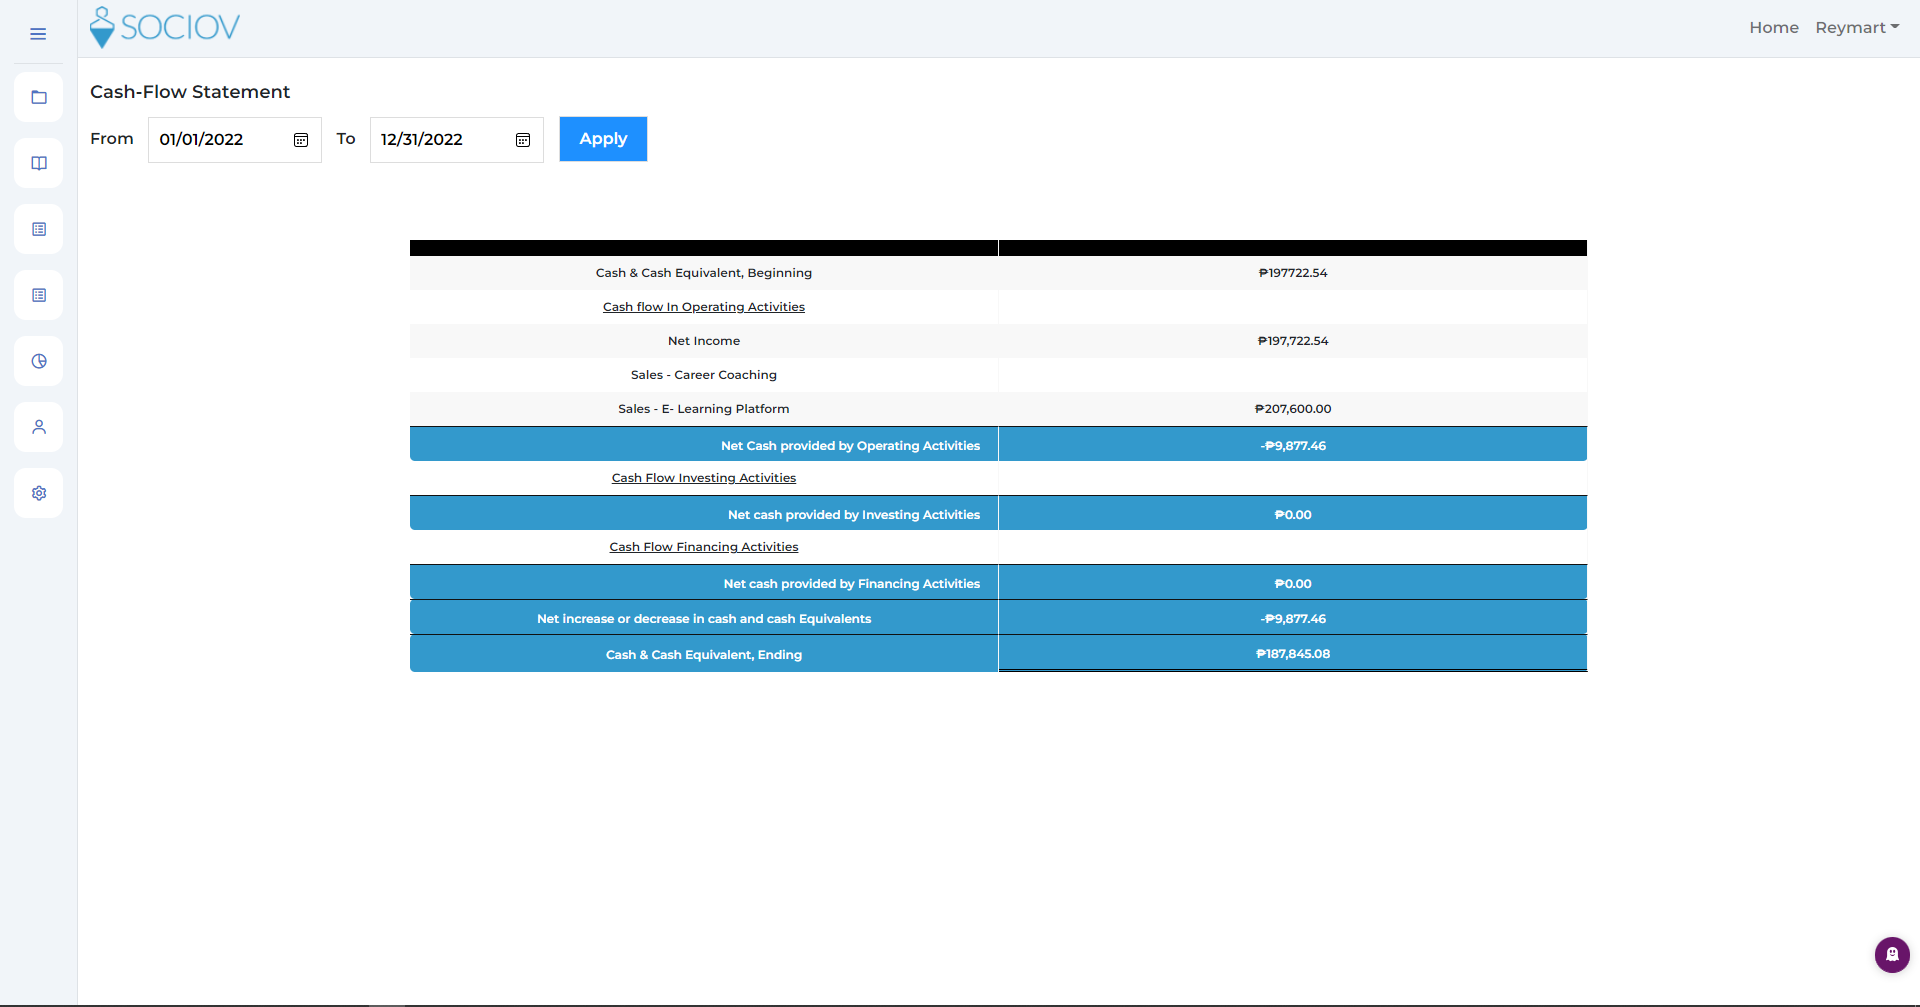 SOCIOV
Home Reymart
Cash-Flow Statement
From 01/01/2022 To 12/31/2022 Apply
Cash & Cash Equivalent, Beginning ₱197722.54
Cash flow In Operating Activities
Net Income ₱197,722.54
Sales - Career Coaching
Sales - E- Learning Platform ₱207,600.00
Net Cash provided by Operating Activities -₱9,877.46
Cash Flow Investing Activities
Net cash provided by Investing Activities ₱0.00
Cash Flow Financing Activities
Net cash provided by Financing Activities ₱0.00
Net increase or decrease in cash and cash Equivalents -₱9,877.46
Cash & Cash Equivalent, Ending ₱187,845.08